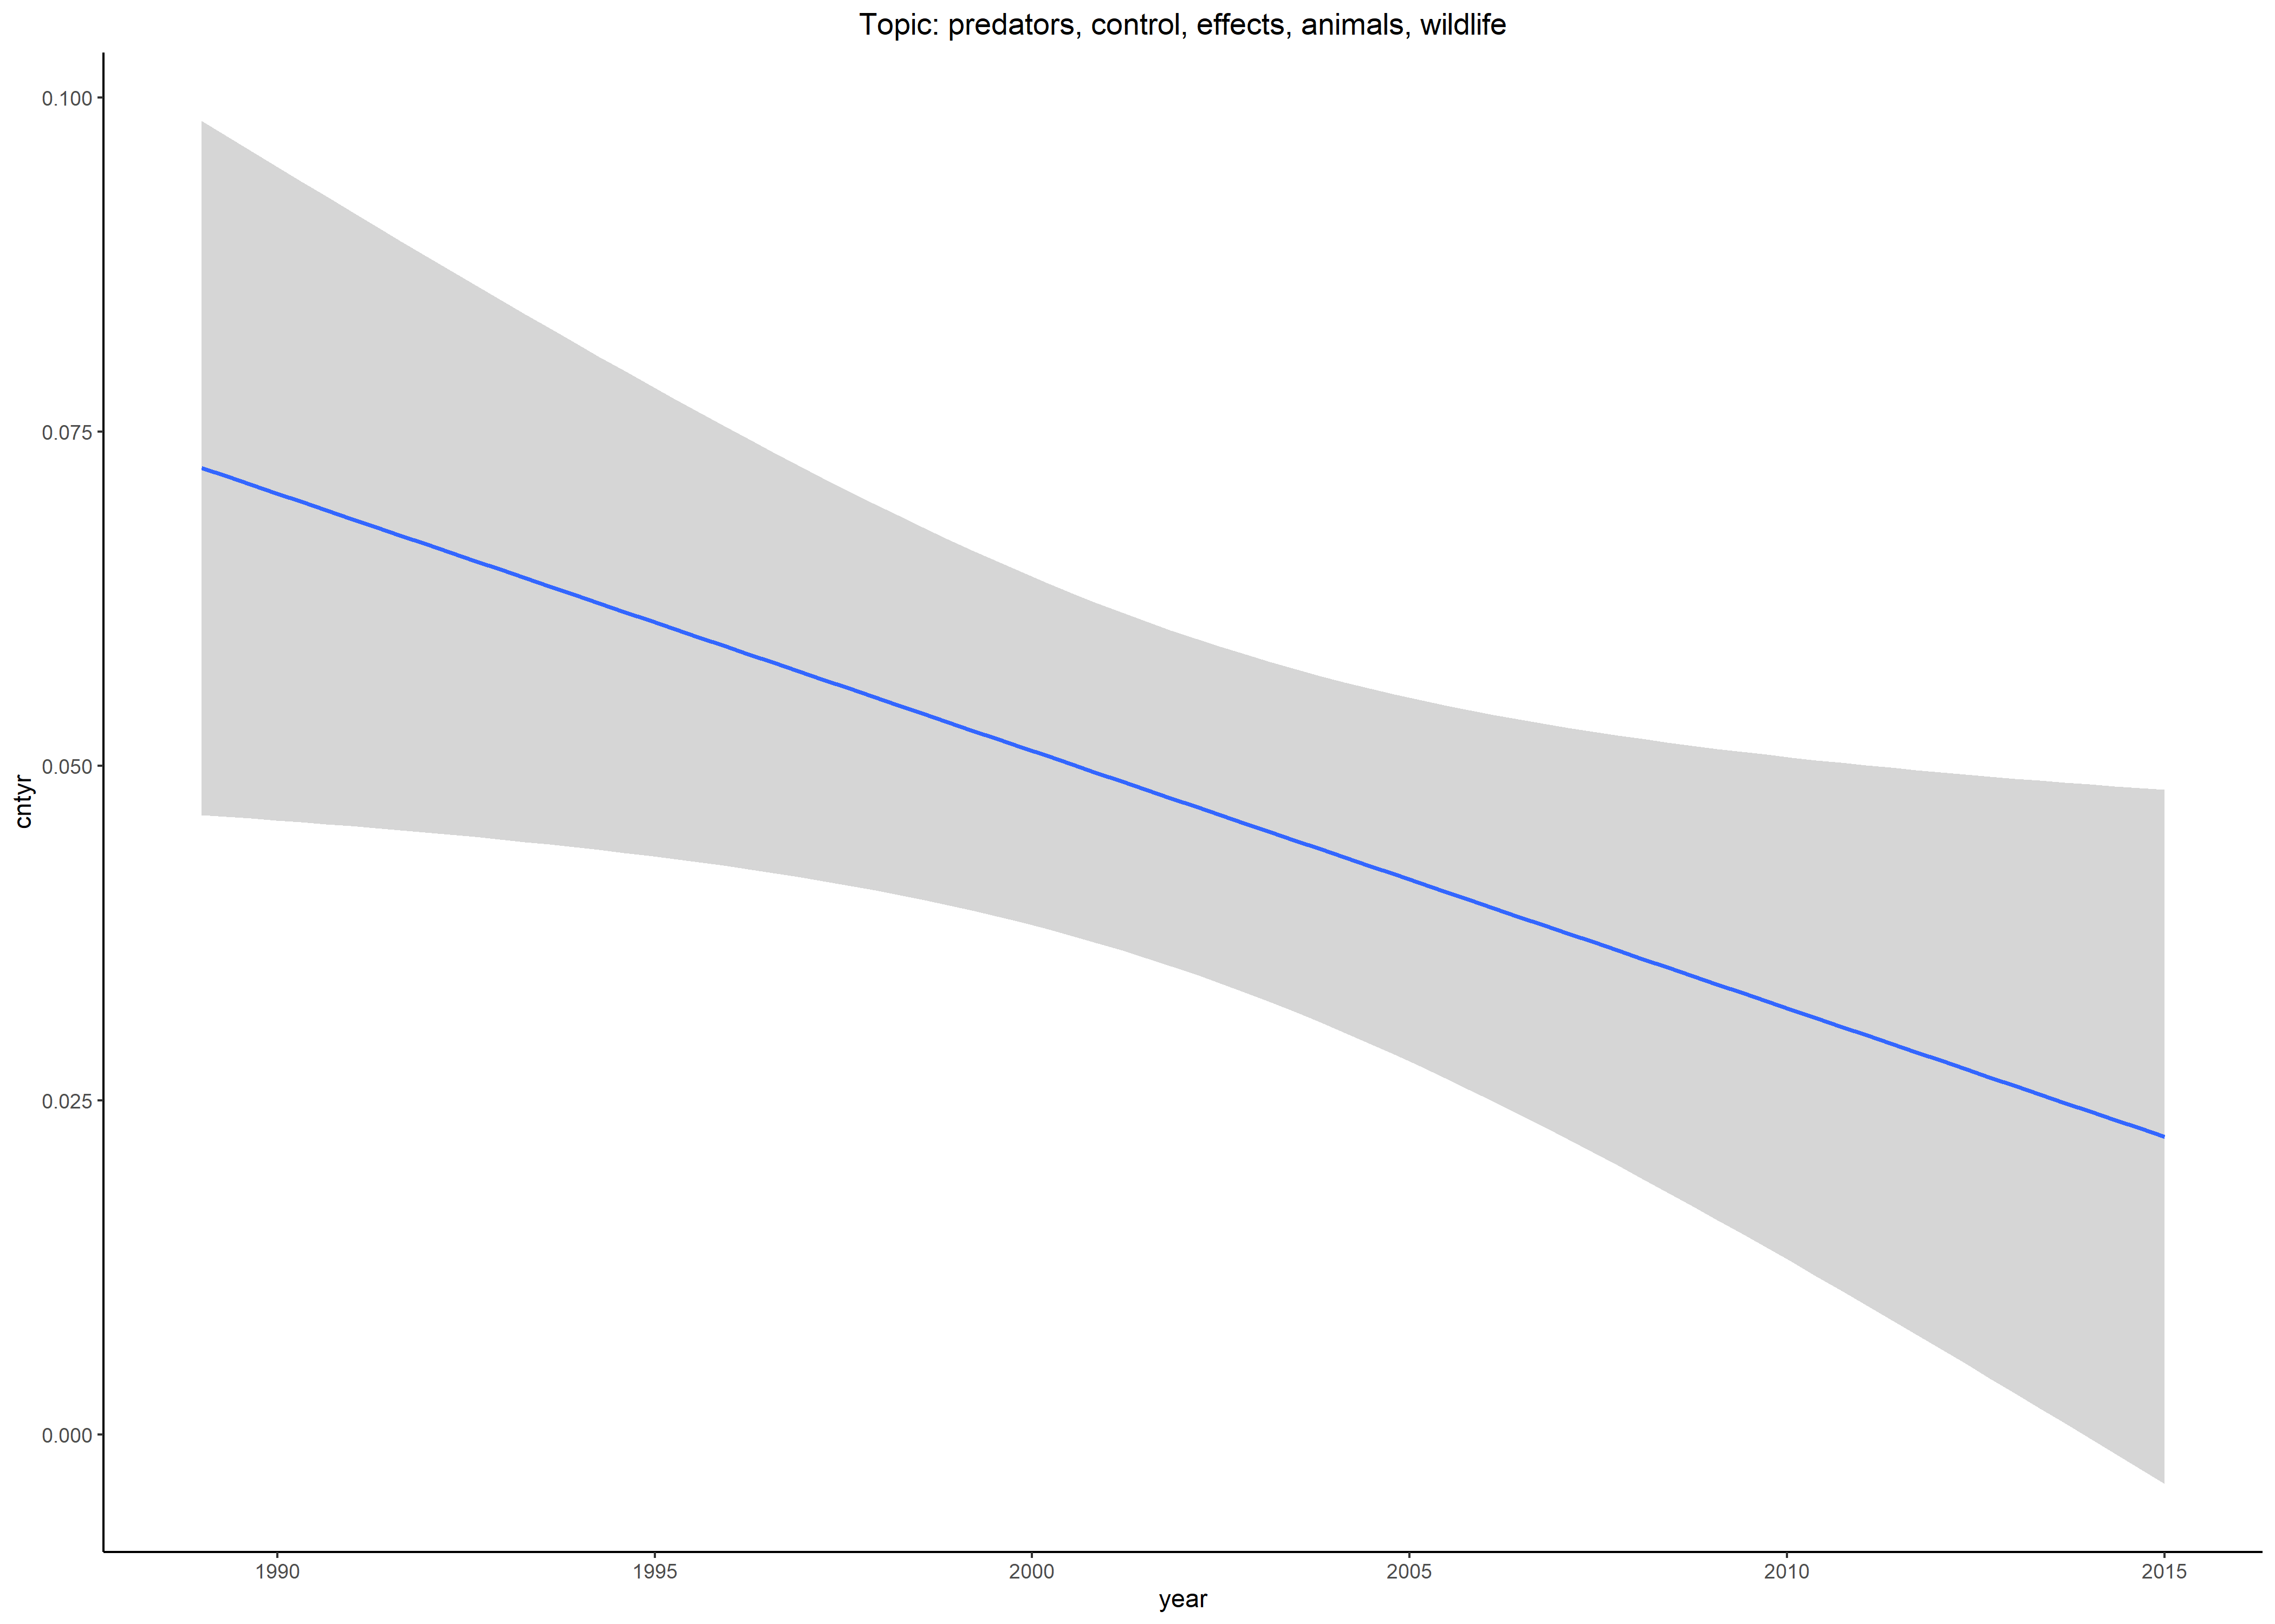 Topic: predators, control, effects, animals, wildlife
0.100
0.075
0.050
0.025
0.000
cntyr
1990 1995 2000 2005 2010 2015
year